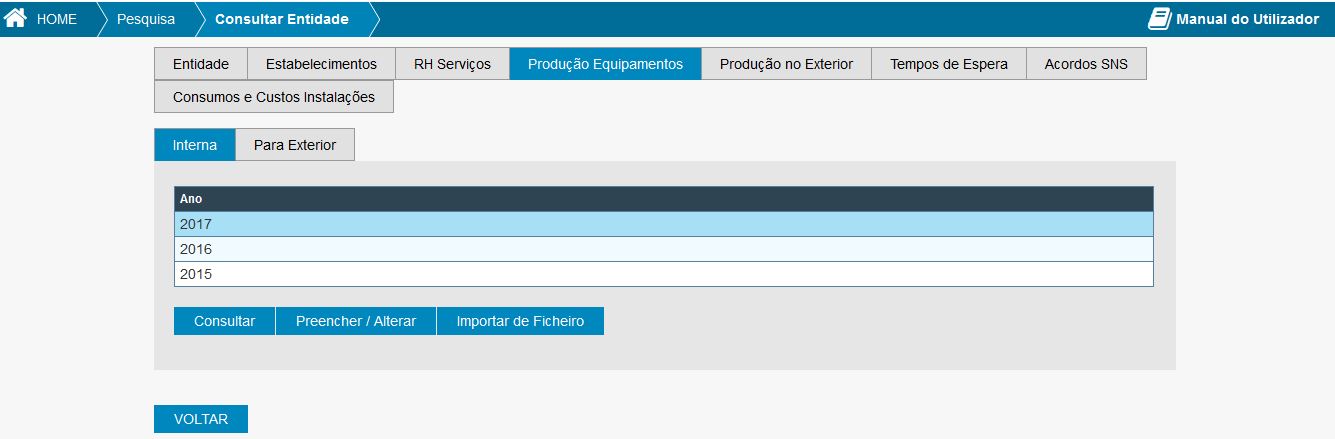 HOME Pesquisa Consultar Entidade Manual do Utilizador
Entidade Estabelecimentos RH Serviços Produção Equipamentos Produção no Exterior Tempos de Espera Acordos SNS
Consumos e Custos Instalações
Interna Para Exterior
Ano
2017
2016
2015
Consultar Preencher / Alterar Importar de Ficheiro
VOLTAR